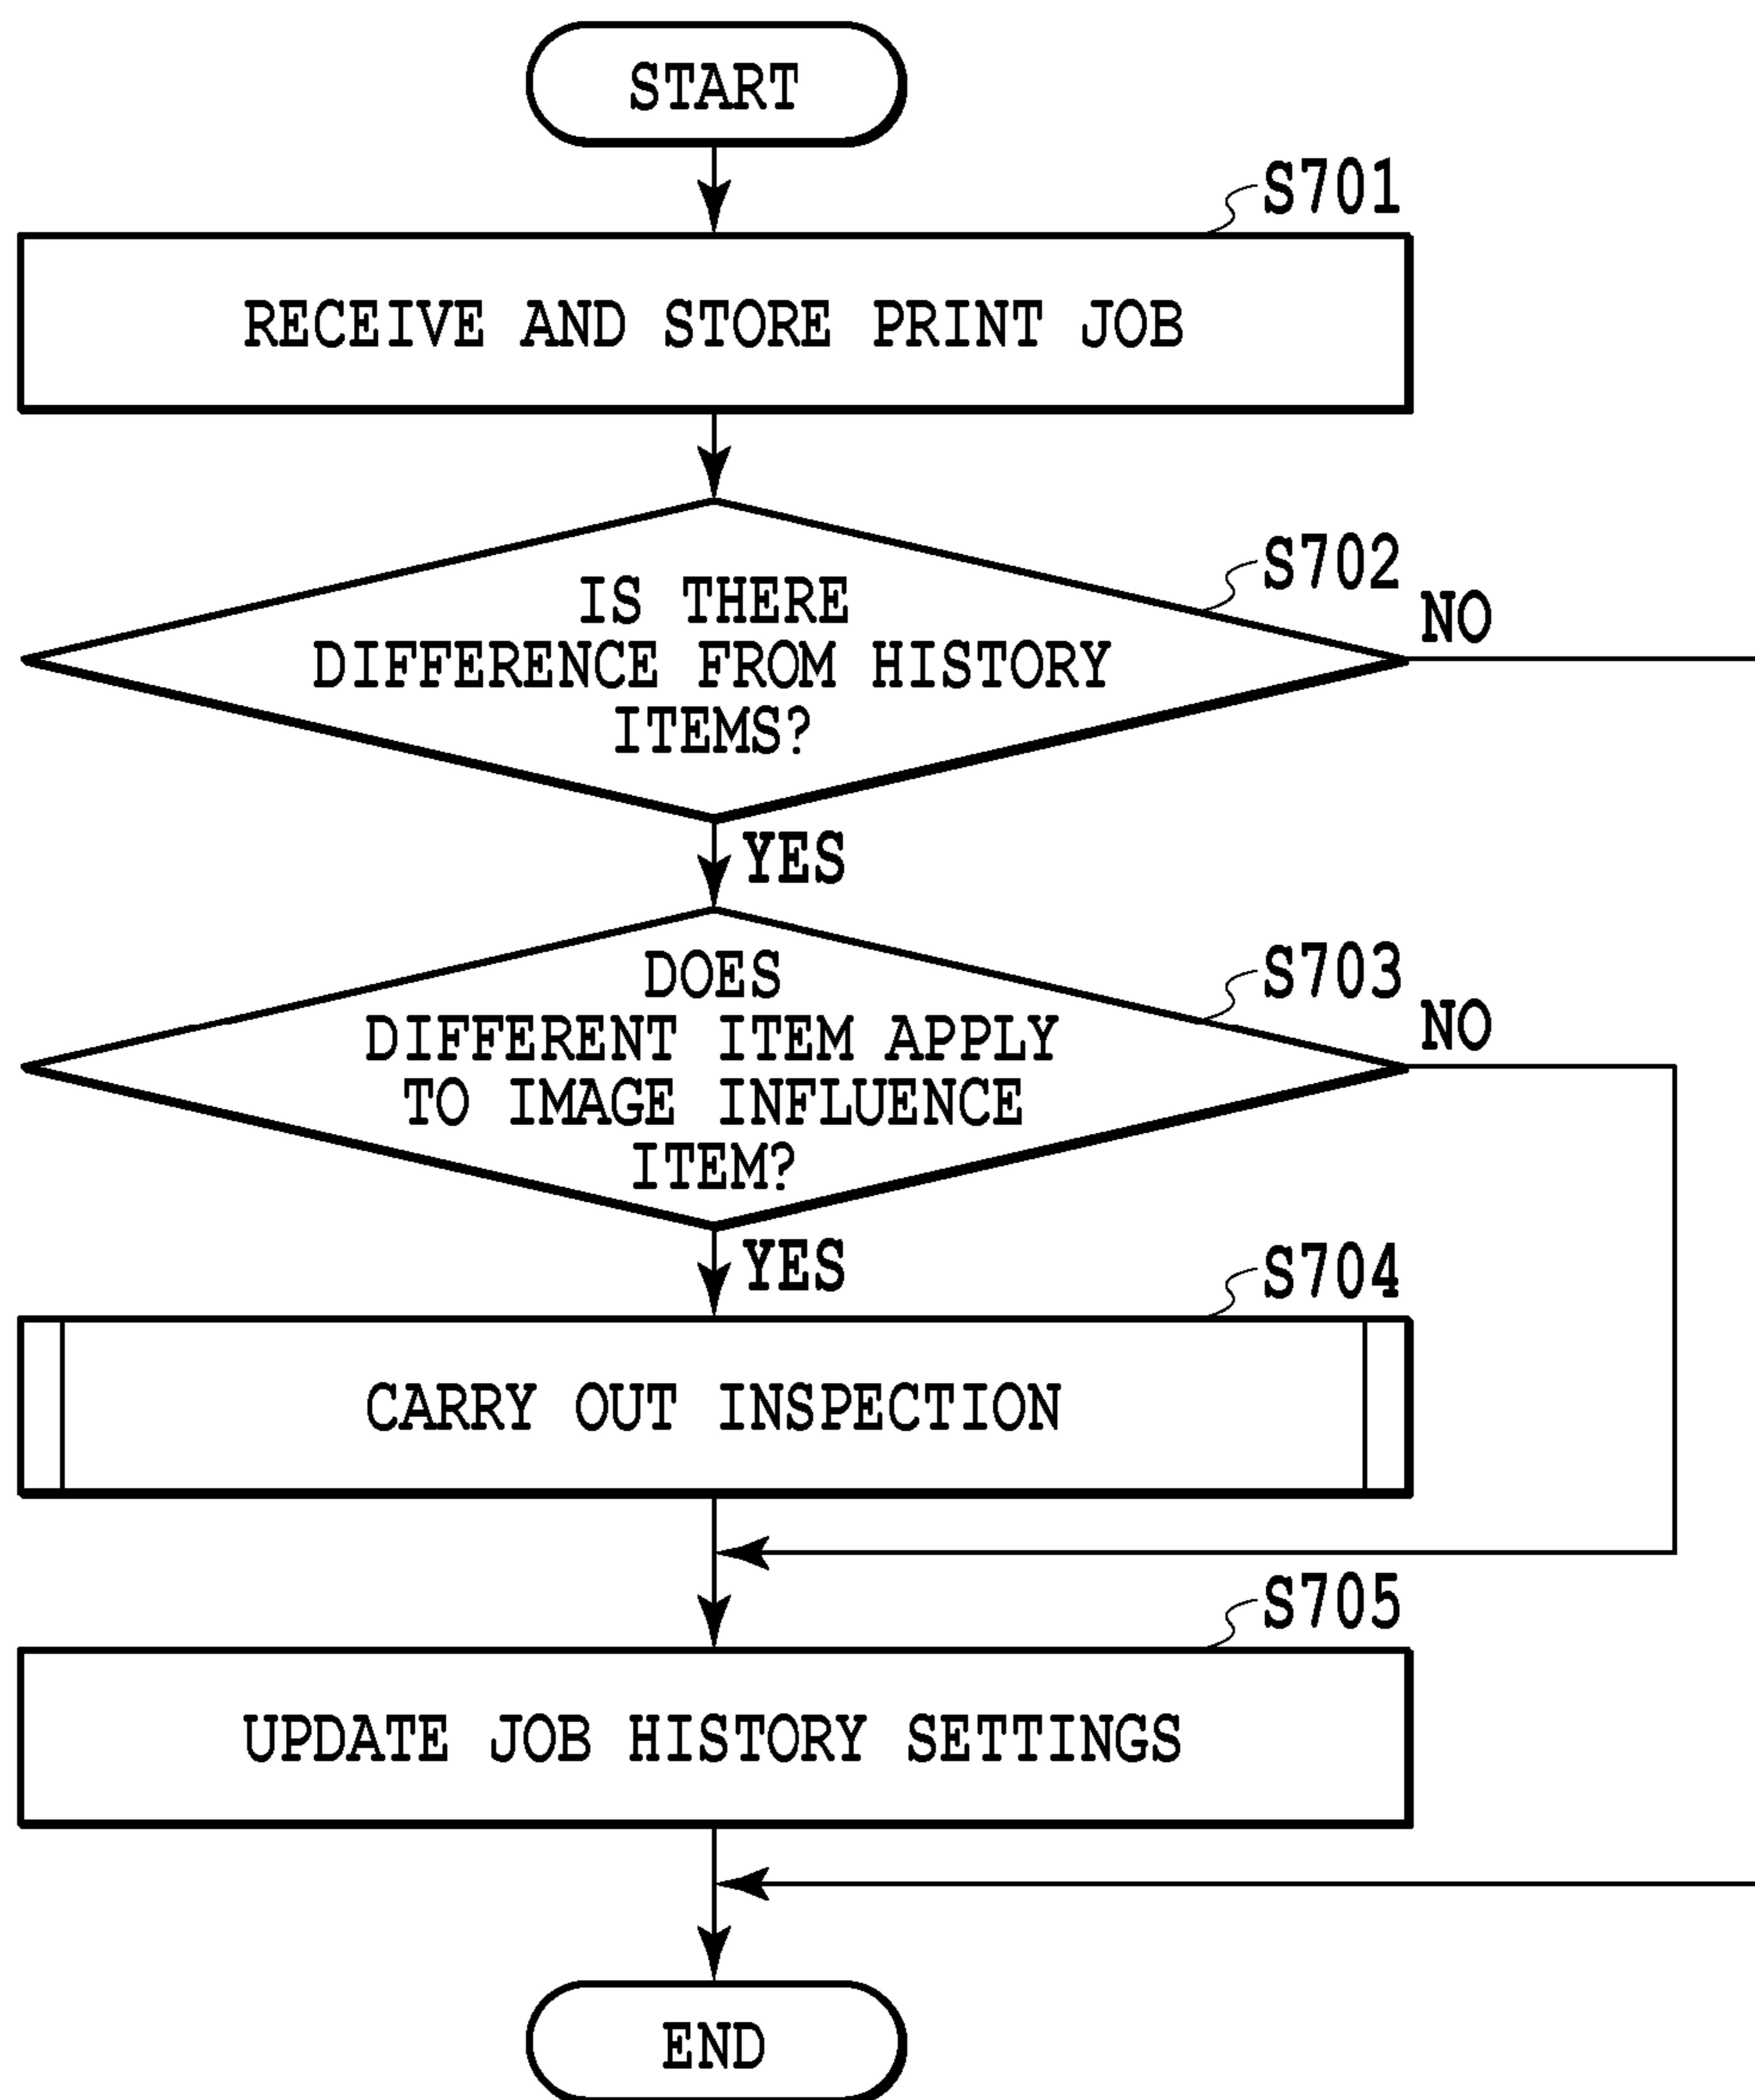 START
S701
RECEIVE AND STORE PRINT JOB
S702
IS THERE
NO
DIFFERENCE FROM HISTORY
ITEMS?
YES
DOES
S703
DIFFERENT ITEM APPLY
NO
TO IMAGE INFLUENCE
ITEM?
YES
S704
CARRY OUT INSPECTION
S705
UPDATE JOB HISTORY SETTINGS
END